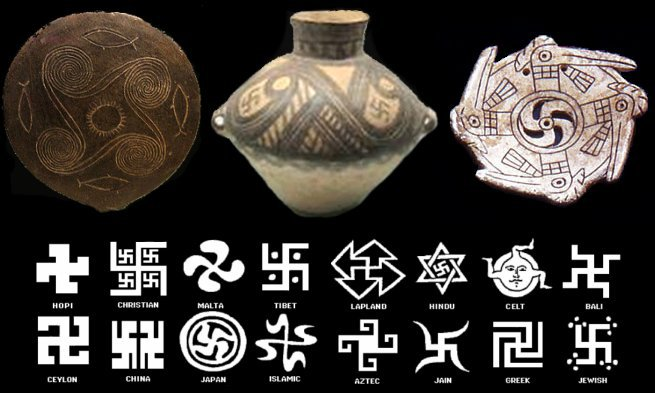 HOPI CHRISTIAN MALTA TIBET LAPLAND HINDU CELT BALI
CEYLON CHINA JAPAN ISLAMIC AZTEC JAIN GREEK JEWISH